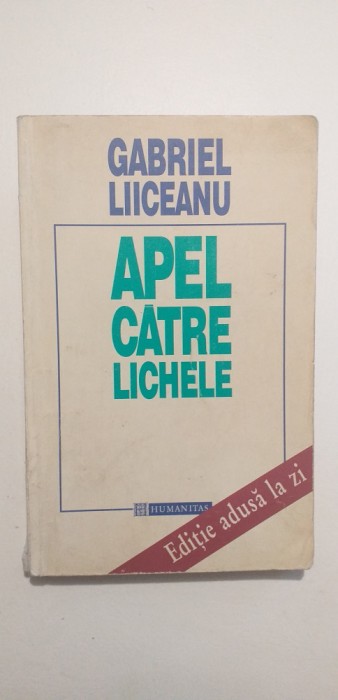 GABRIEL
LIICEANU
APEL
CĂTRE
LICHELE
HUMANITAS
Ediție adusă la zi